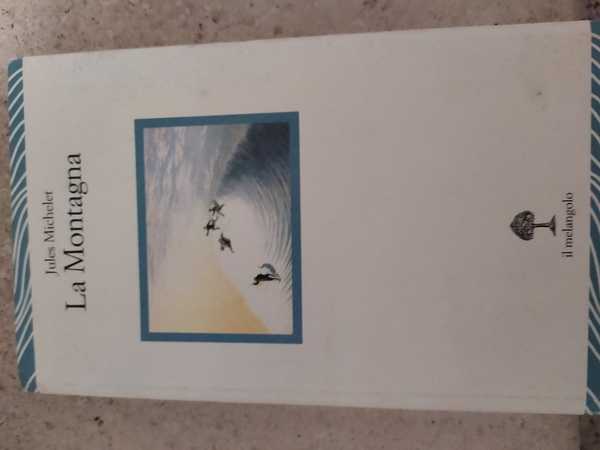 Jules Michelet
La Montagna
il melangolo